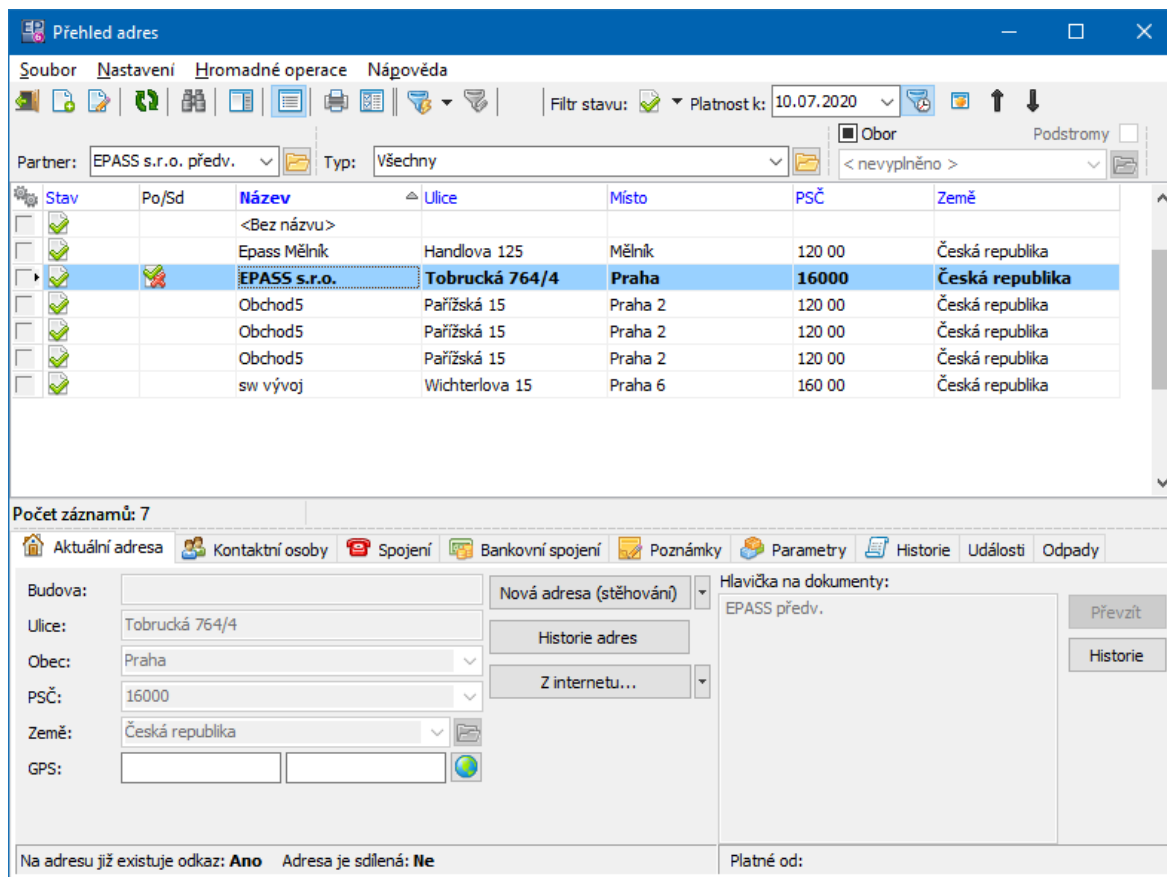 Přehled adres
Soubor Nastavení Hromadné operace Nápověda
Filtr stavu: Platnost k: 10.07.2020
Obor Podstromy
Partner: EPASS s.r.o. předv. Typ: Všechny < nevyplněno >
Stav Po/Sd Název Ulice Místo PSČ Země
<Bez názvu>
Epass Mělník Handlova 125 Mělník 120 00 Česká republika
EPASS s.r.o. Tobrucká 764/4 Praha 16000 Česká republika
Obchod5 Pařížská 15 Praha 2 120 00 Česká republika
Obchod5 Pařížská 15 Praha 2 120 00 Česká republika
Obchod5 Pařížská 15 Praha 2 120 00 Česká republika
sw vývoj Wichterlova 15 Praha 6 160 00 Česká republika
Počet záznamů: 7
Aktuální adresa Kontaktní osoby Spojení Bankovní spojení Poznámky Parametry Historie Události Odpady
Budova: Nová adresa (stěhování) Hlavička na dokumenty:
EPASS předv. Převzít
Ulice: Tobrucká 764/4 Historie adres
Obec: Praha Historie
PSČ: 16000 Z internetu...
Země: Česká republika
GPS:
Na adresu již existuje odkaz: Ano Adresa je sdílená: Ne Platné od: